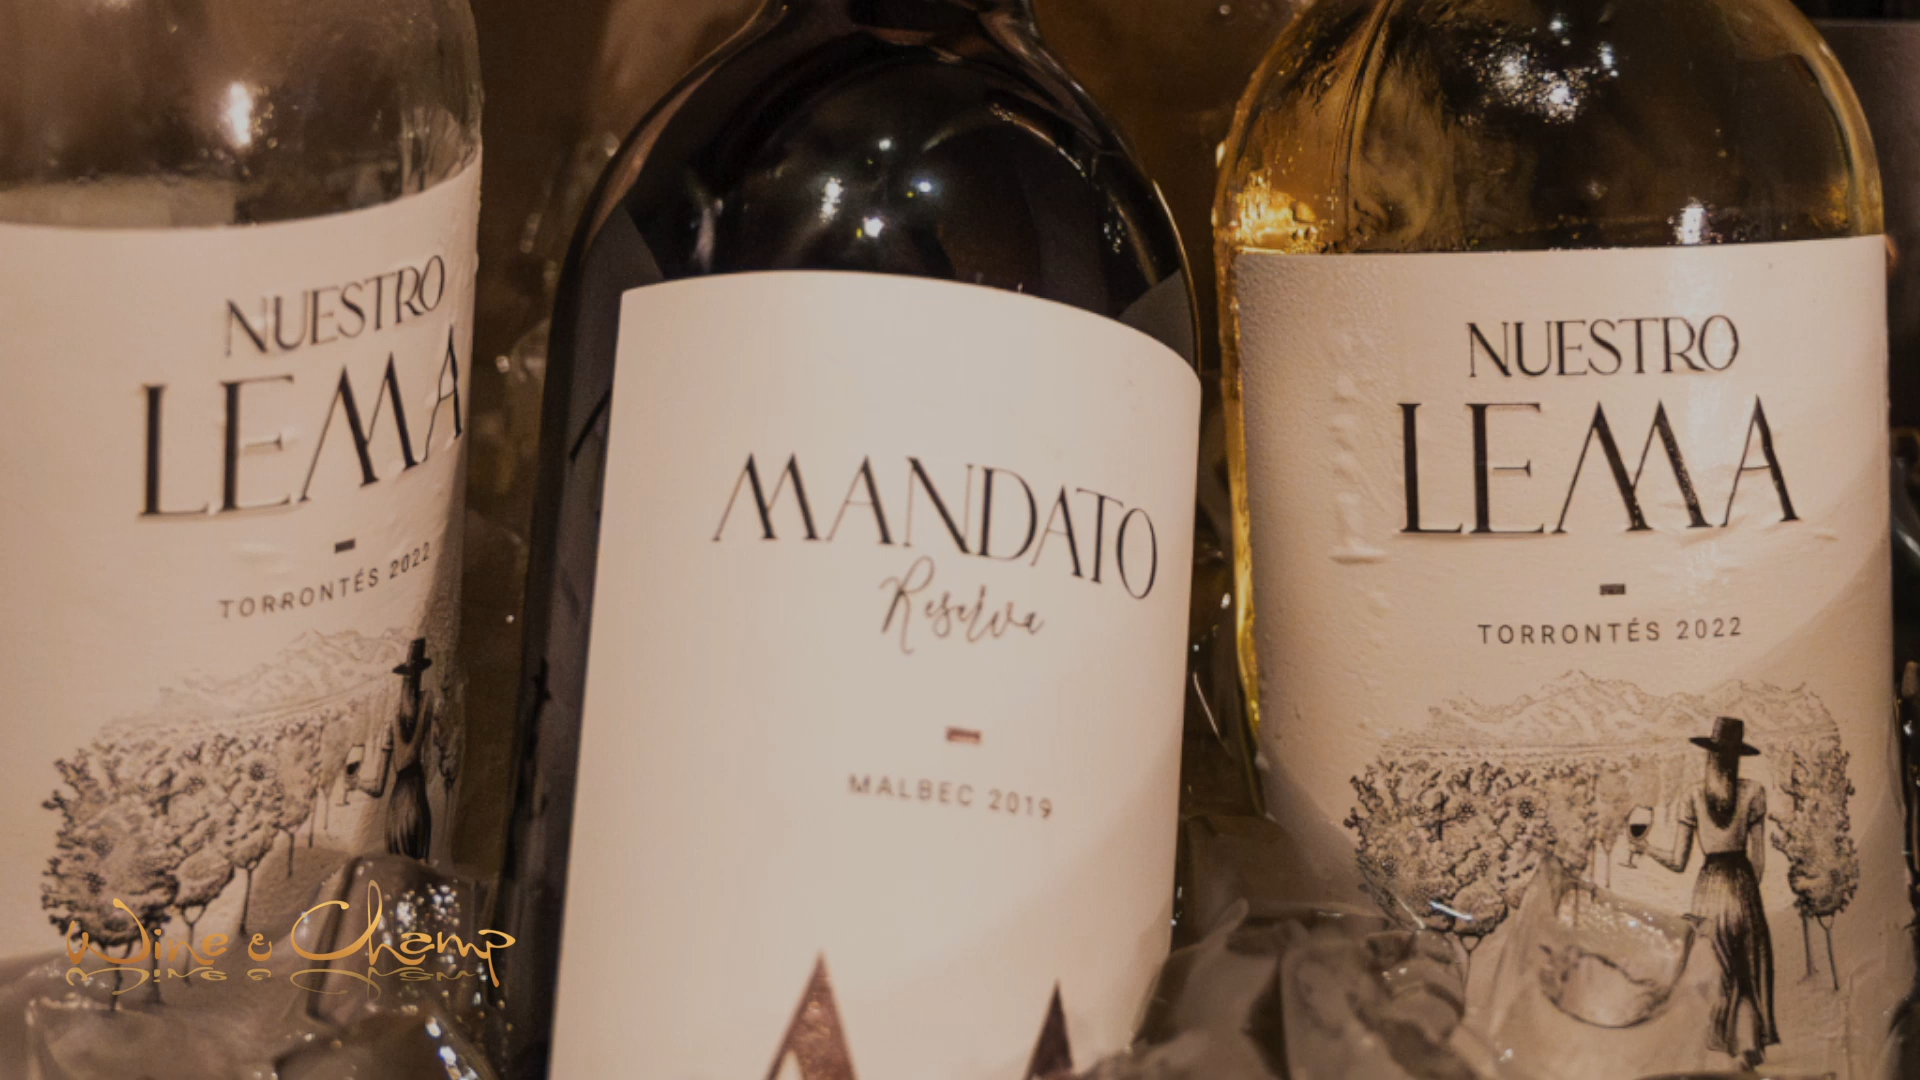 NUESTRO
LEMA
TORRONTÉS 2022
MANDATO
Reserva
MALBEC 2019
NUESTRO
LEMA
TORRONTÉS 2022
Wine & Champ